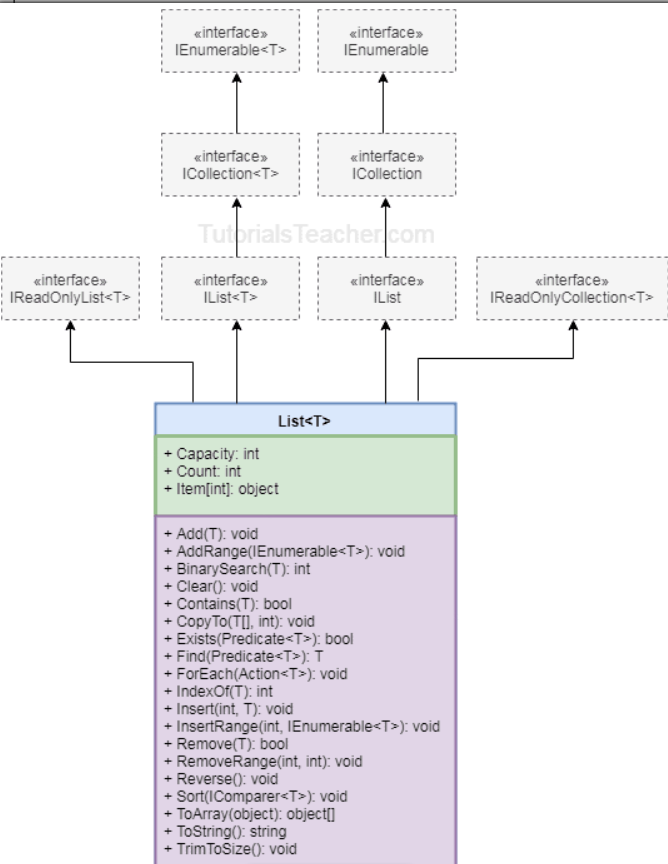 «interface»
IEnumerable<T>
«interface»
IEnumerable
«interface»
ICollection<T>
«interface»
ICollection
TutorialsTeacher.com
«interface»
IReadOnlyList<T>
«interface»
IList<T>
«interface»
IList
«interface»
IReadOnlyCollection<T>
List<T>
+ Capacity: int
+ Count: int
+ Item[int]: object
+ Add(T): void
+ AddRange(IEnumerable<T>): void
+ BinarySearch(T): int
+ Clear(): void
+ Contains(T): bool
+ CopyTo(T[], int): void
+ Exists(Predicate<T>): bool
+ Find(Predicate<T>): T
+ ForEach(Action<T>): void
+ IndexOf(T): int
+ Insert(int, T): void
+ InsertRange(int, IEnumerable<T>): void
+ Remove(T): bool
+ RemoveRange(int, int): void
+ Reverse(): void
+ Sort(IComparer<T>): void
+ ToArray(object): object[]
+ ToString(): string
+ TrimToSize(): void